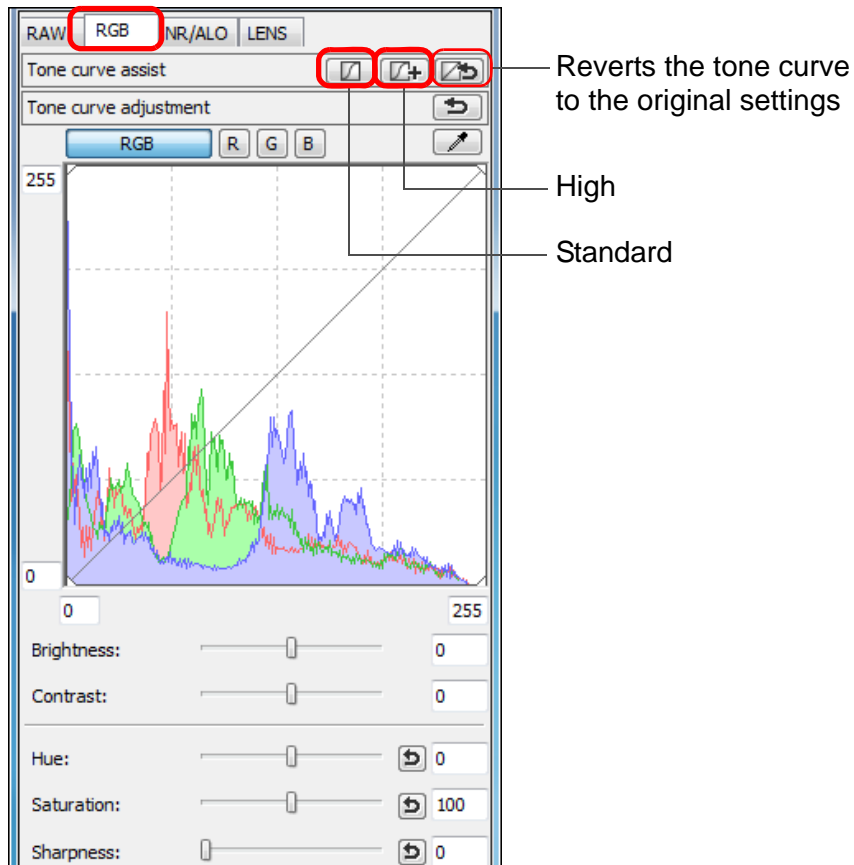 RAW RGB NR/ALO LENS
Tone curve assist
Reverts the tone curve
to the original settings
Tone curve adjustment
RGB R G B
High
Standard
255
0
0 255
Brightness: 0
Contrast: 0
Hue: 0
Saturation: 100
Sharpness: 0